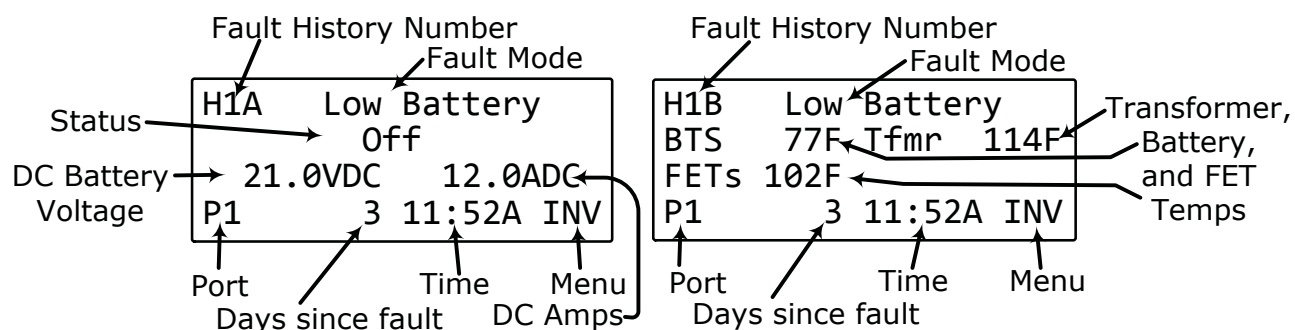 Fault History Number
Fault Mode
H1A Low Battery
Status
Off
DC Battery
Voltage
21.0VDC 12.0ADC
P1 3 11:52A INV
Port
Time
Menu
Days since fault
DC Amps
Fault History Number
Fault Mode
H1B Low Battery
BTS 77F Tfmr 114F
FETs 102F
P1 3 11:52A INV
Transformer,
Battery,
and FET
Temps
Port
Time
Menu
Days since fault